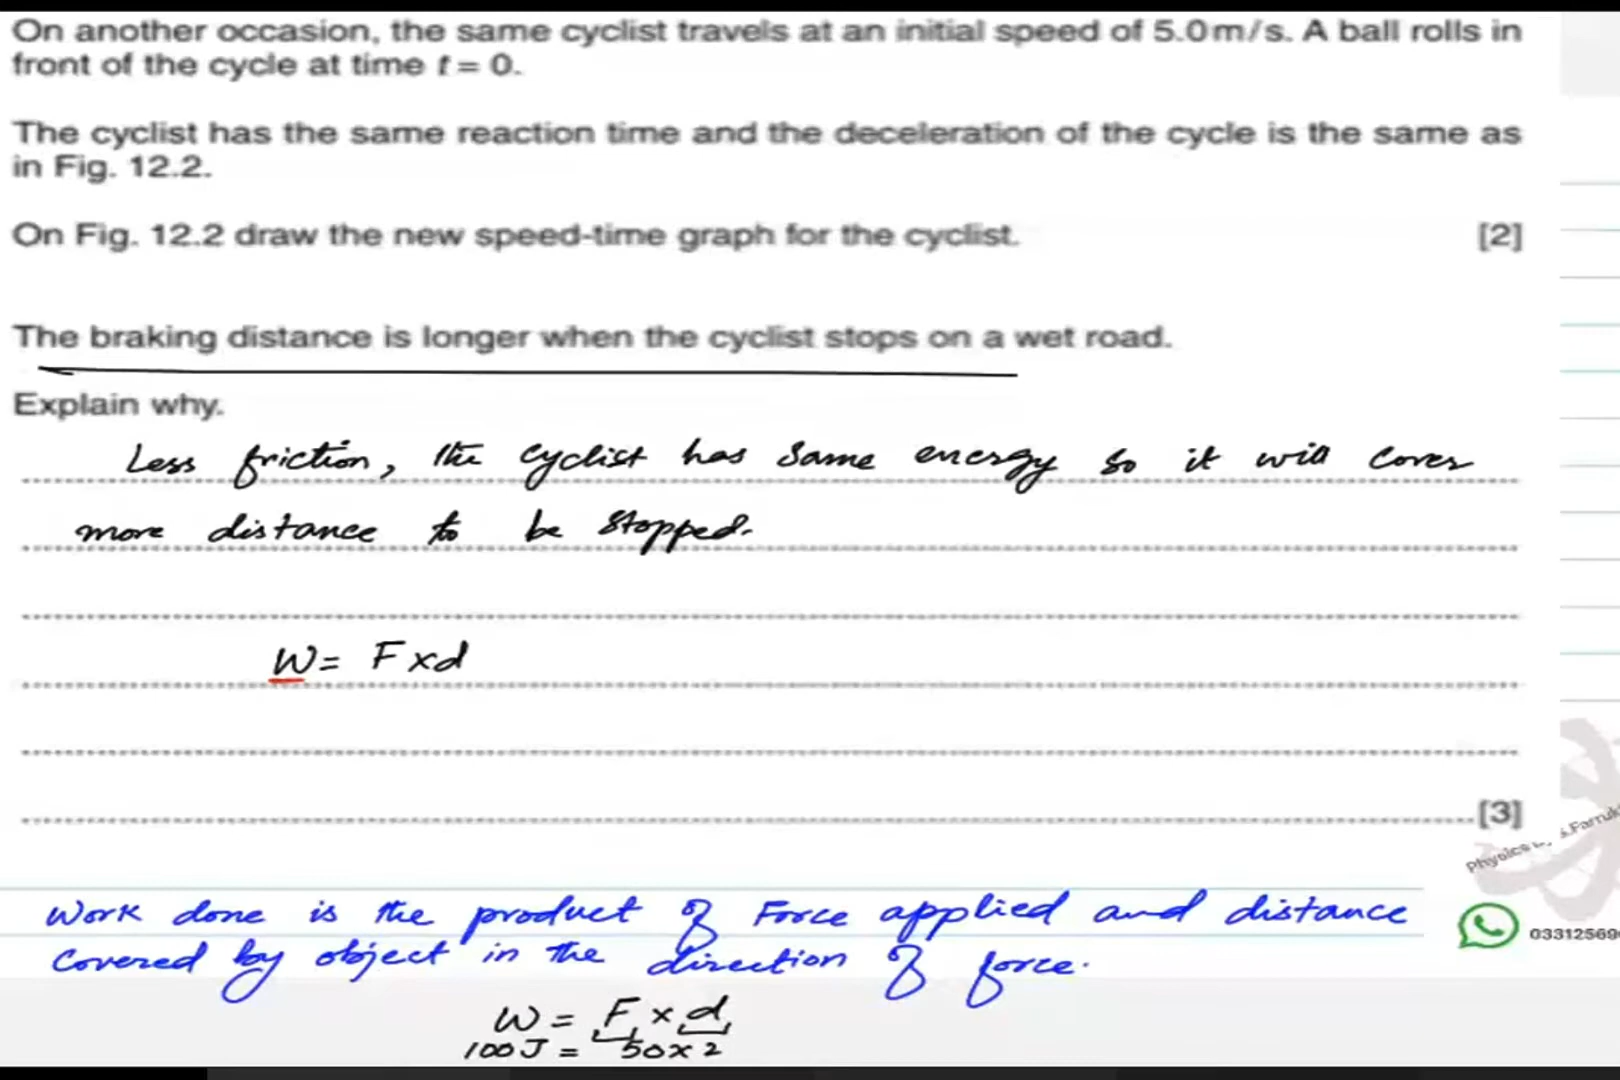 On another occasion, the same cyclist travels at an initial speed of 5.0 m/s. A ball rolls in
front of the cycle at time t = 0.
The cyclist has the same reaction time and the deceleration of the cycle is the same as
in Fig. 12.2.
On Fig. 12.2 draw the new speed-time graph for the cyclist. [2]
The braking distance is longer when the cyclist stops on a wet road.
Explain why.
Less friction, the cyclist has same energy so it will cover
more distance to be stopped.
W = F x d
[3]
Physics
s.Farruk
Work done is the product of Force applied and distance
03312569
covered by object in the direction of force.
W = F x d
100J = 50 x 2